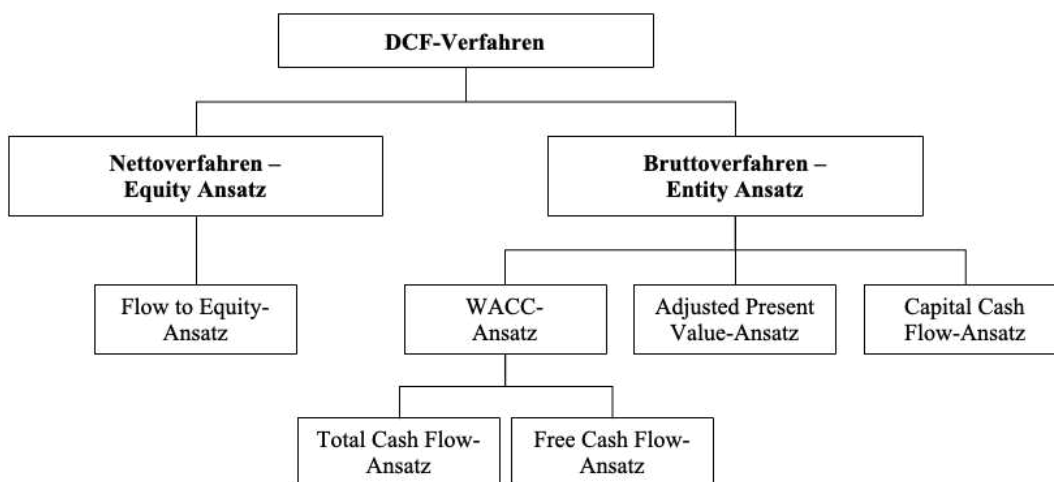 DCF-Verfahren
Nettoverfahren –
Equity Ansatz
Bruttoverfahren –
Entity Ansatz
Flow to Equity-
Ansatz
WACC-
Ansatz
Adjusted Present
Value-Ansatz
Capital Cash
Flow-Ansatz
Total Cash Flow-
Ansatz
Free Cash Flow-
Ansatz